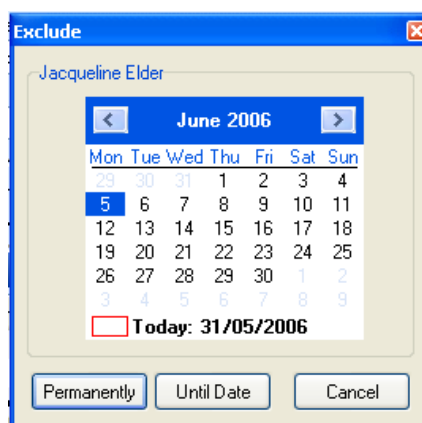 Exclude
Jacqueline Elder
June 2006
Mon Tue Wed Thu Fri Sat Sun
29 30 31 1 2 3 4
5 6 7 8 9 10 11
12 13 14 15 16 17 18
19 20 21 22 23 24 25
26 27 28 29 30 1 2
3 4 5 6 7 8 9
Today: 31/05/2006
Permanently Until Date Cancel